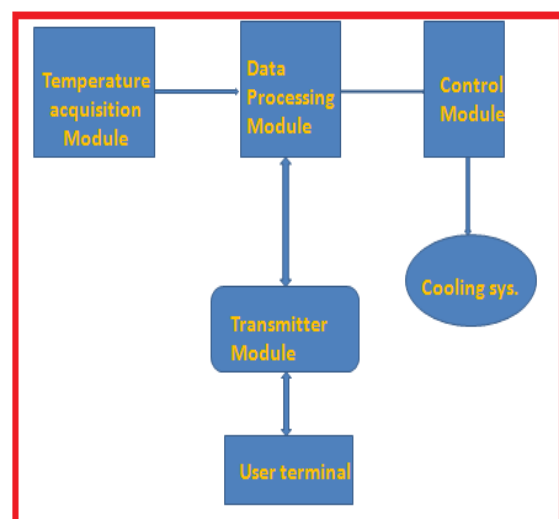 Temperature
acquisition
Module
Data
Processing
Module
Control
Module
Cooling sys.
Transmitter
Module
User terminal